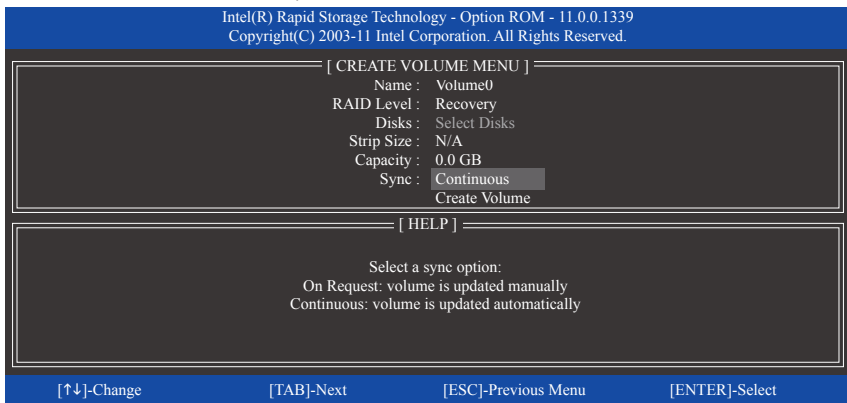 Intel(R) Rapid Storage Technology - Option ROM - 11.0.0.1339
Copyright(C) 2003-11 Intel Corporation. All Rights Reserved.
[ CREATE VOLUME MENU ]
Name : Volume0
RAID Level : Recovery
Disks : Select Disks
Strip Size : N/A
Capacity : 0.0 GB
Sync : Continuous
Create Volume
[ HELP ]
Select a sync option:
On Request: volume is updated manually
Continuous: volume is updated automatically
[↑↓]-Change [TAB]-Next [ESC]-Previous Menu [ENTER]-Select